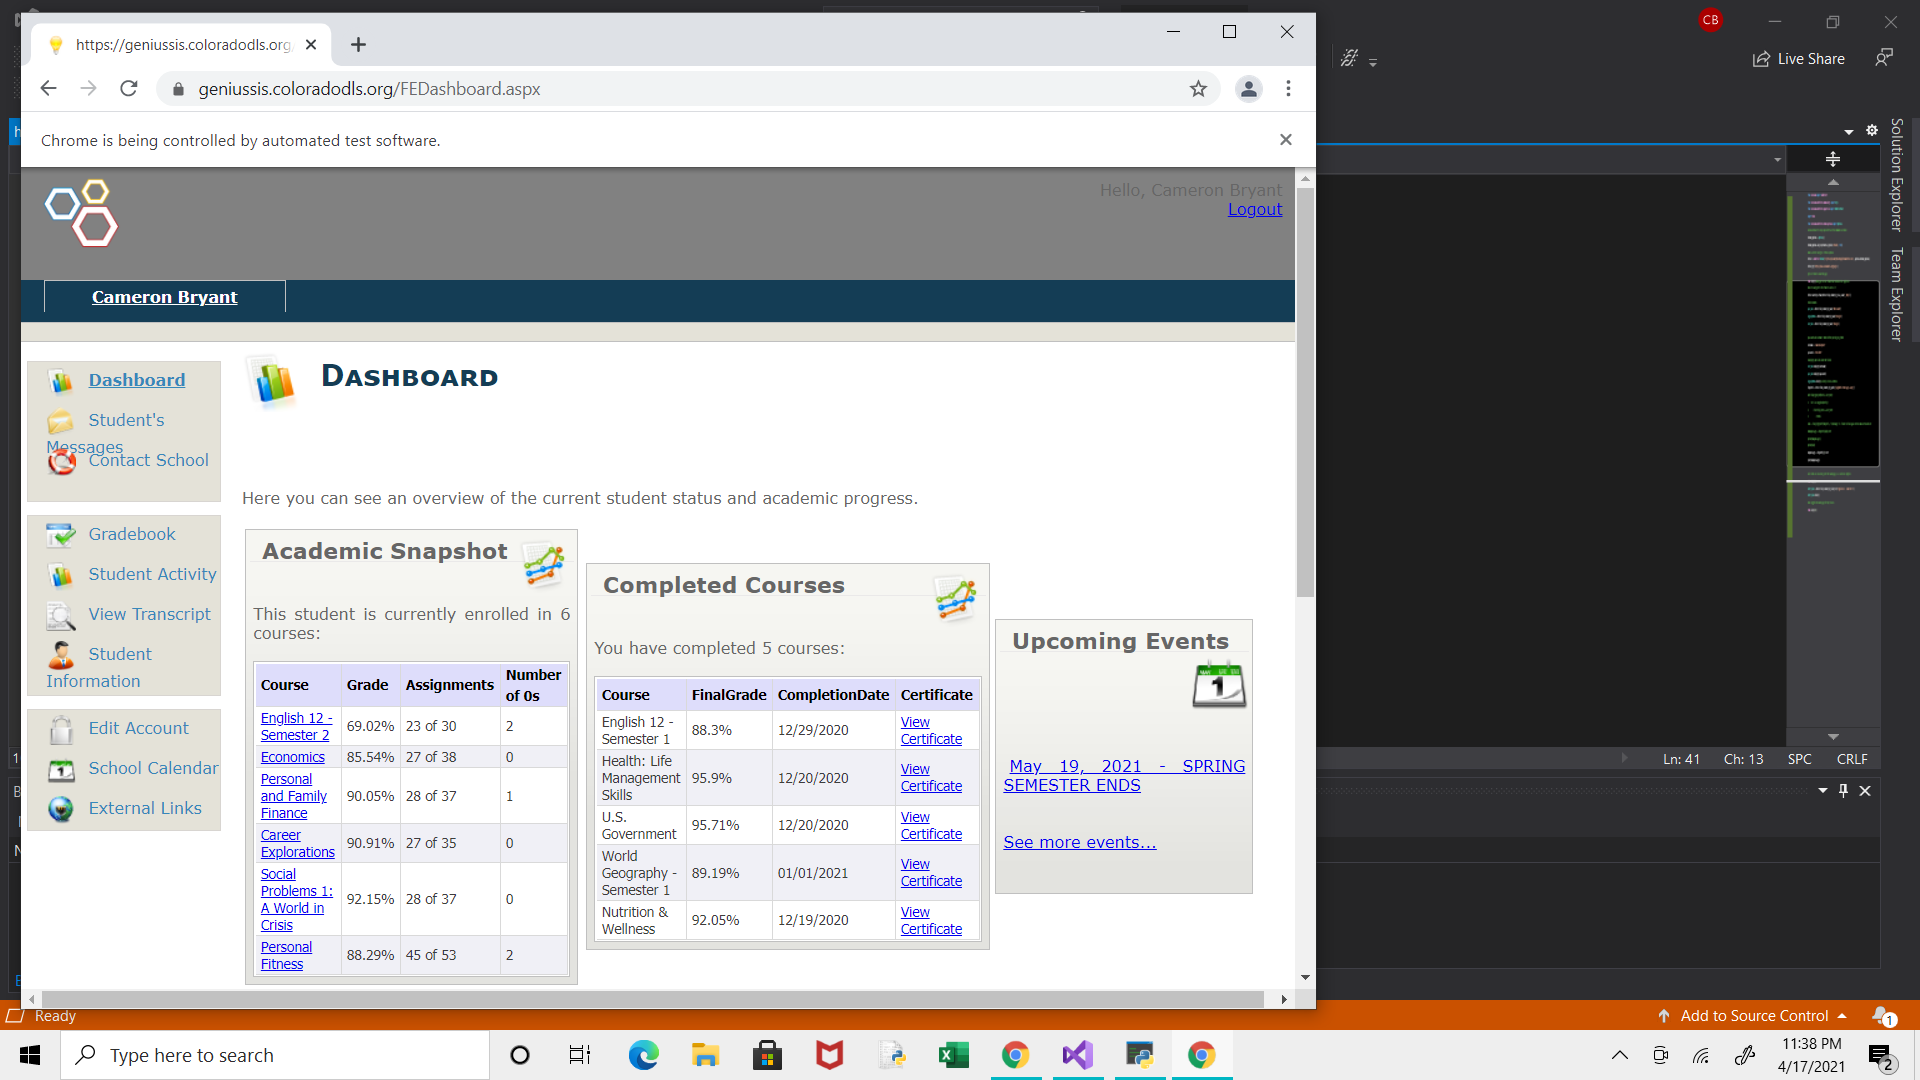 CB
Live Share
https://geniussis.coloradodls.org
geniussis.coloradodls.org/FEDashboard.aspx
Chrome is being controlled by automated test software.
Solution Explorer
Team Explorer
Hello, Cameron Bryant
Logout
Cameron Bryant
Dashboard
Student's
Messages
Contact School
Gradebook
Student Activity
View Transcript
Student
Information
Edit Account
School Calendar
External Links
DASHBOARD
Here you can see an overview of the current student status and academic progress.
Academic Snapshot
This student is currently enrolled in 6
courses:
Course Grade Assignments Number
of 0s
English 12 -
Semester 2 69.02% 23 of 30 2
Economics 85.54% 27 of 38 0
Personal
and Family
Finance 90.05% 28 of 37 1
Career
Explorations 90.91% 27 of 35 0
Social
Problems 1:
A World in
Crisis 92.15% 28 of 37 0
Personal
Fitness 88.29% 45 of 53 2
Completed Courses
You have completed 5 courses:
Course FinalGrade CompletionDate Certificate
English 12 -
Semester 1 88.3% 12/29/2020 View
Certificate
Health: Life
Management
Skills 95.9% 12/20/2020 View
Certificate
U.S.
Government 95.71% 12/20/2020 View
Certificate
World
Geography -
Semester 1 89.19% 01/01/2021 View
Certificate
Nutrition &
Wellness 92.05% 12/19/2020 View
Certificate
Upcoming Events
1
May 19, 2021 - SPRING
SEMESTER ENDS
See more events...
Ln: 41 Ch: 13 SPC CRLF
Ready
Add to Source Control
1
Type here to search
11:38 PM
4/17/2021
2